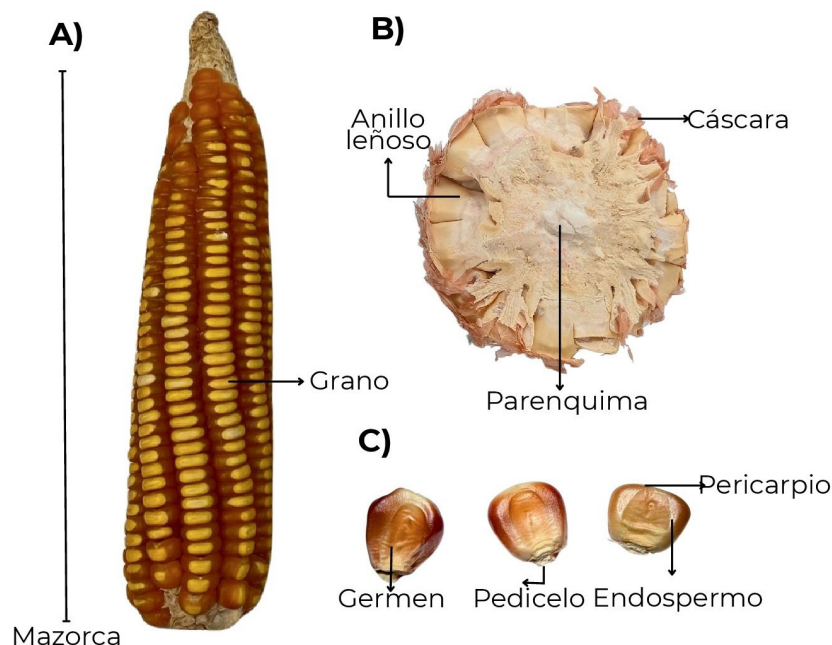 A)
Grano
Mazorca
B)
Anillo
leñoso
Cáscara
Parenquima
C)
Pericarpio
Germen
Pedicelo
Endospermo